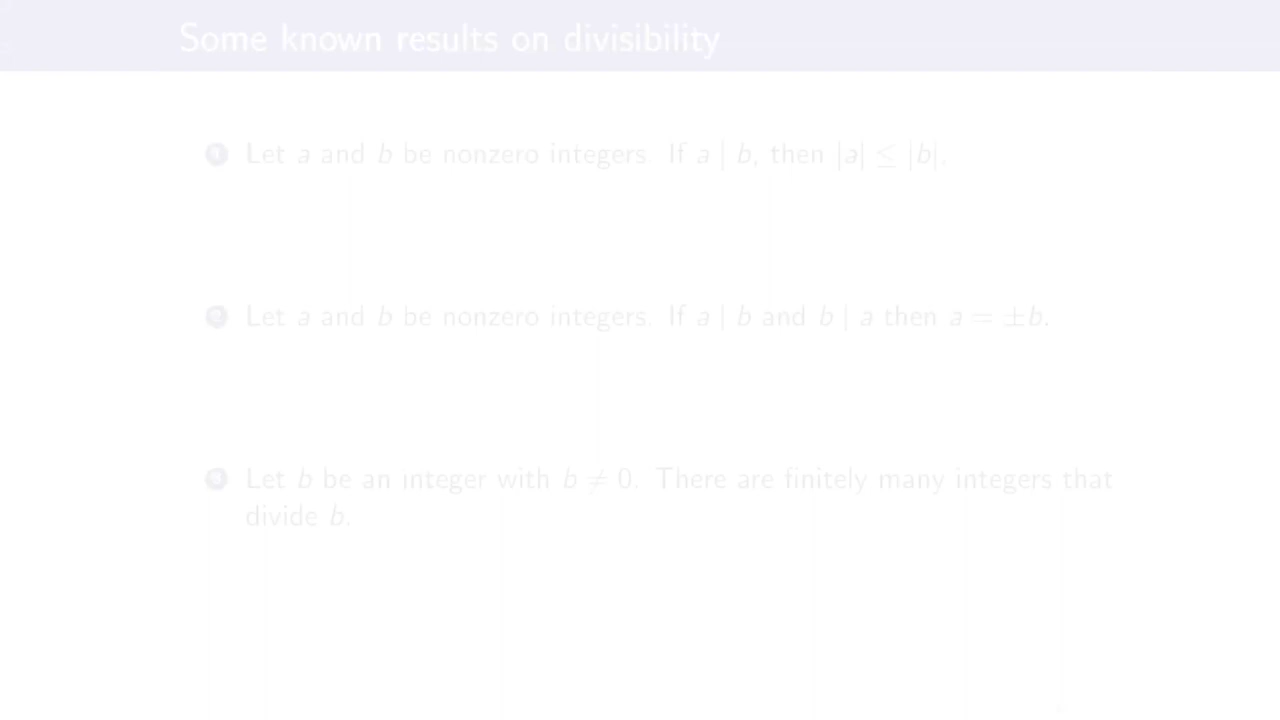 Some known results on divisibility
1 Let a and b be nonzero integers. If a | b, then |a| ≤ |b|.
2 Let a and b be nonzero integers. If a | b and b | a then a = ±b.
3 Let b be an integer with b ≠ 0. There are finitely many integers that
divide b.